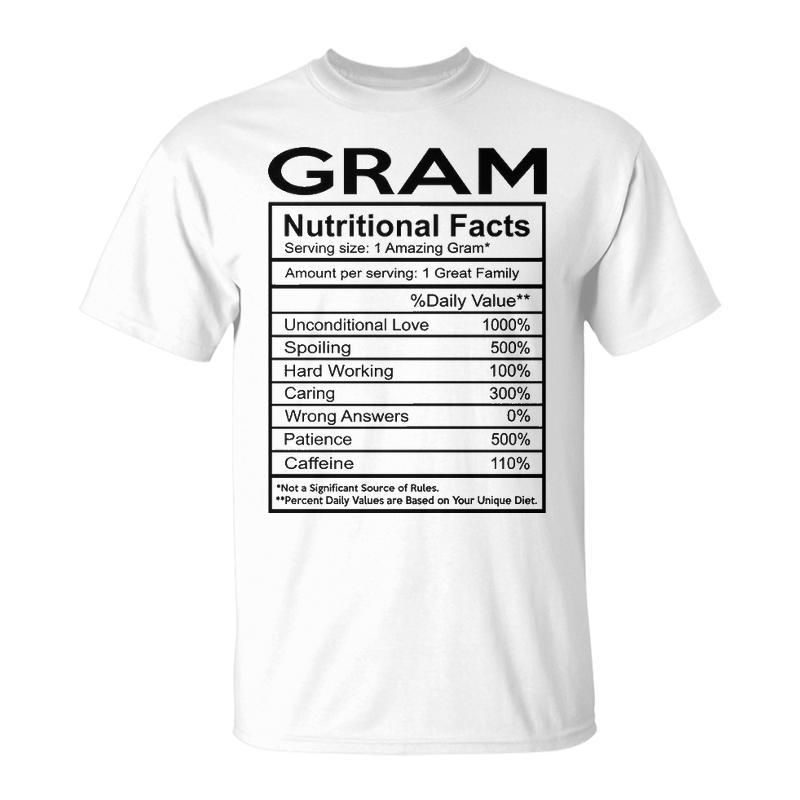 GRAM
Nutritional Facts
Serving size: 1 Amazing Gram*
Amount per serving: 1 Great Family
%Daily Value**
Unconditional Love 1000%
Spoiling 500%
Hard Working 100%
Caring 300%
Wrong Answers 0%
Patience 500%
Caffeine 110%
*Not a Significant Source of Rules.
**Percent Daily Values are Based on Your Unique Diet.